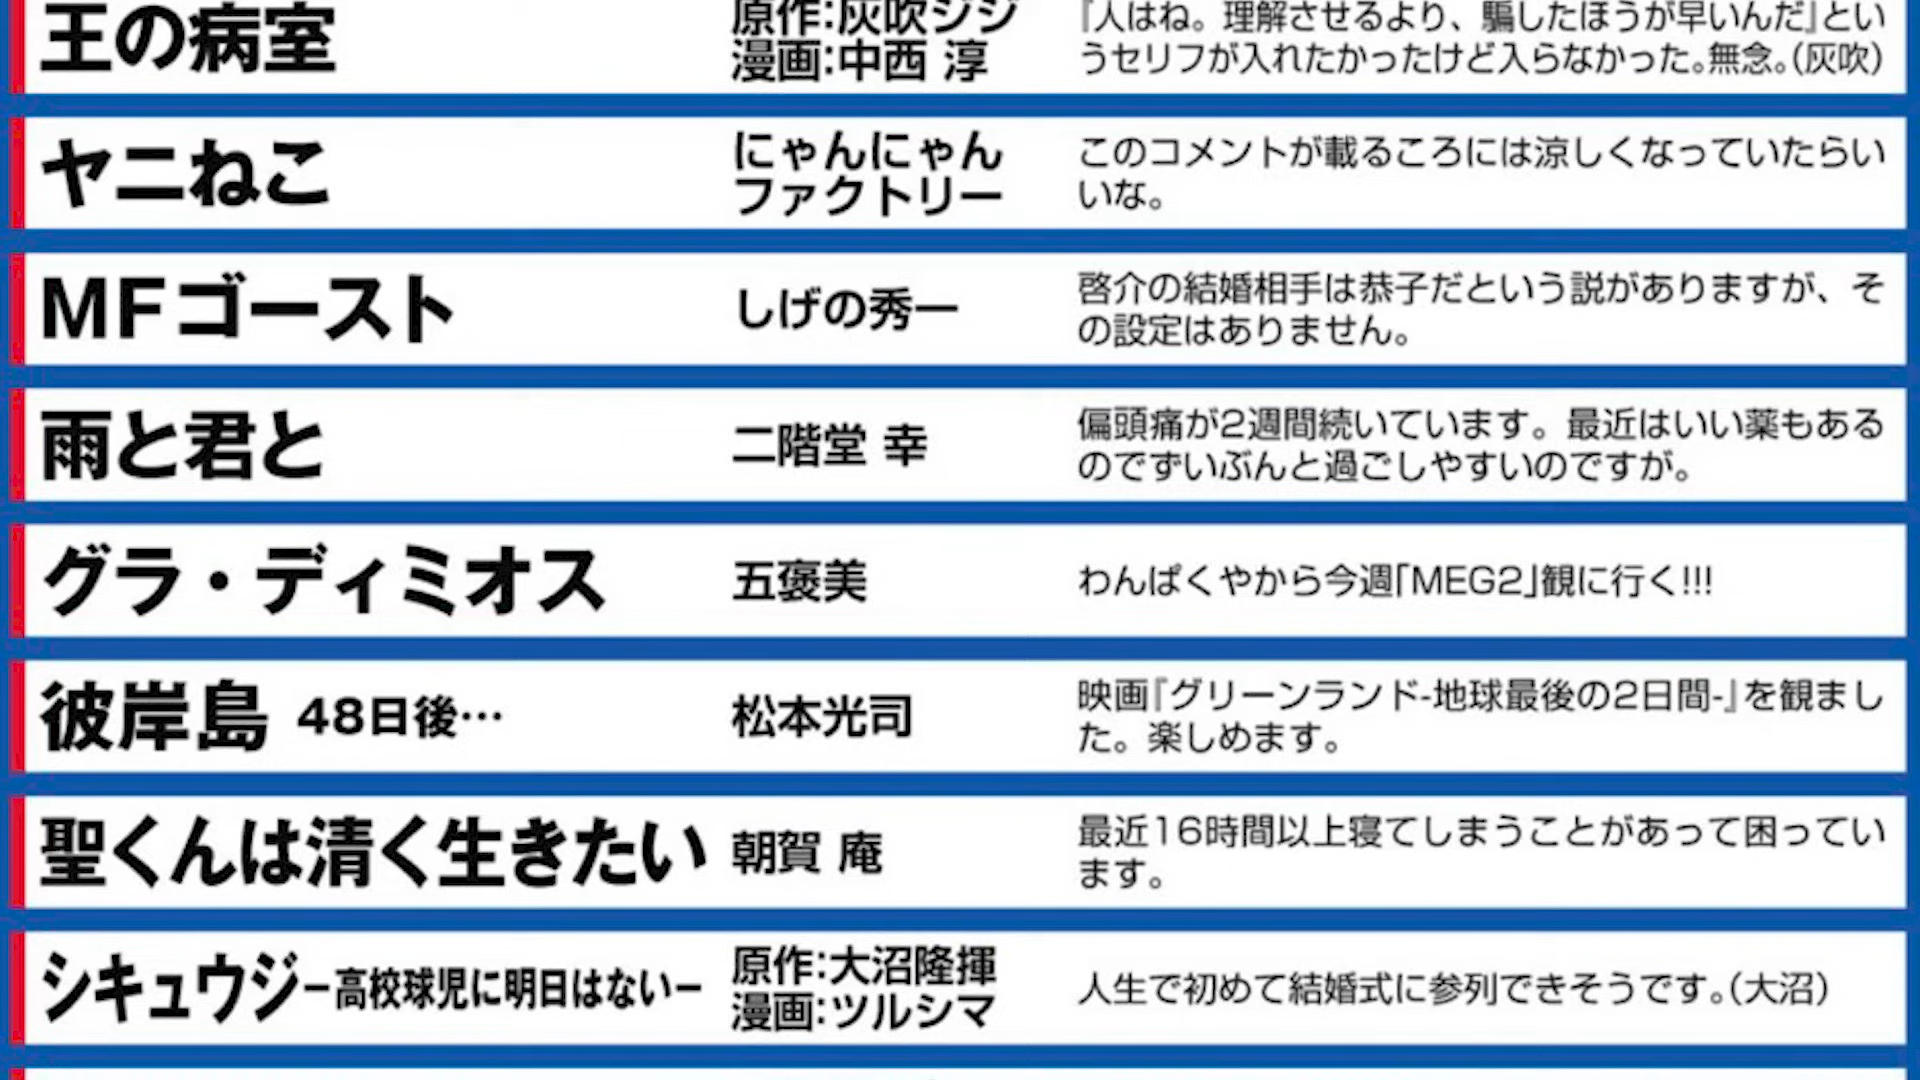 王の病室
原作:灰吹ジジ
漫画:中西 淳
『人はね。理解させるより、騙したほうが早いんだ』とい
うセリフが入れたかったけど入らなかった。無念。(灰吹)
ヤニねこ
にゃんにゃん
ファクトリー
このコメントが載るころには涼しくなっていたらい
いな。
MFゴースト
しげの秀一
啓介の結婚相手は恭子だという説がありますが、そ
の設定はありません。
雨と君と
二階堂 幸
偏頭痛が2週間続いています。最近はいい薬もある
のでずいぶんと過ごしやすいのですが。
グラ・ディミオス
五褒美
わんぱくやから今週「MEG2」観に行く!!!
彼岸島 48日後…
松本光司
映画『グリーンランド-地球最後の2日間-』を観まし
た。楽しめます。
聖くんは清く生きたい
朝賀 庵
最近16時間以上寝てしまうことがあって困ってい
ます。
シキュウジー高校球児に明日はないー
原作:大沼隆揮
漫画:ツルシマ
人生で初めて結婚式に参列できそうです。(大沼)